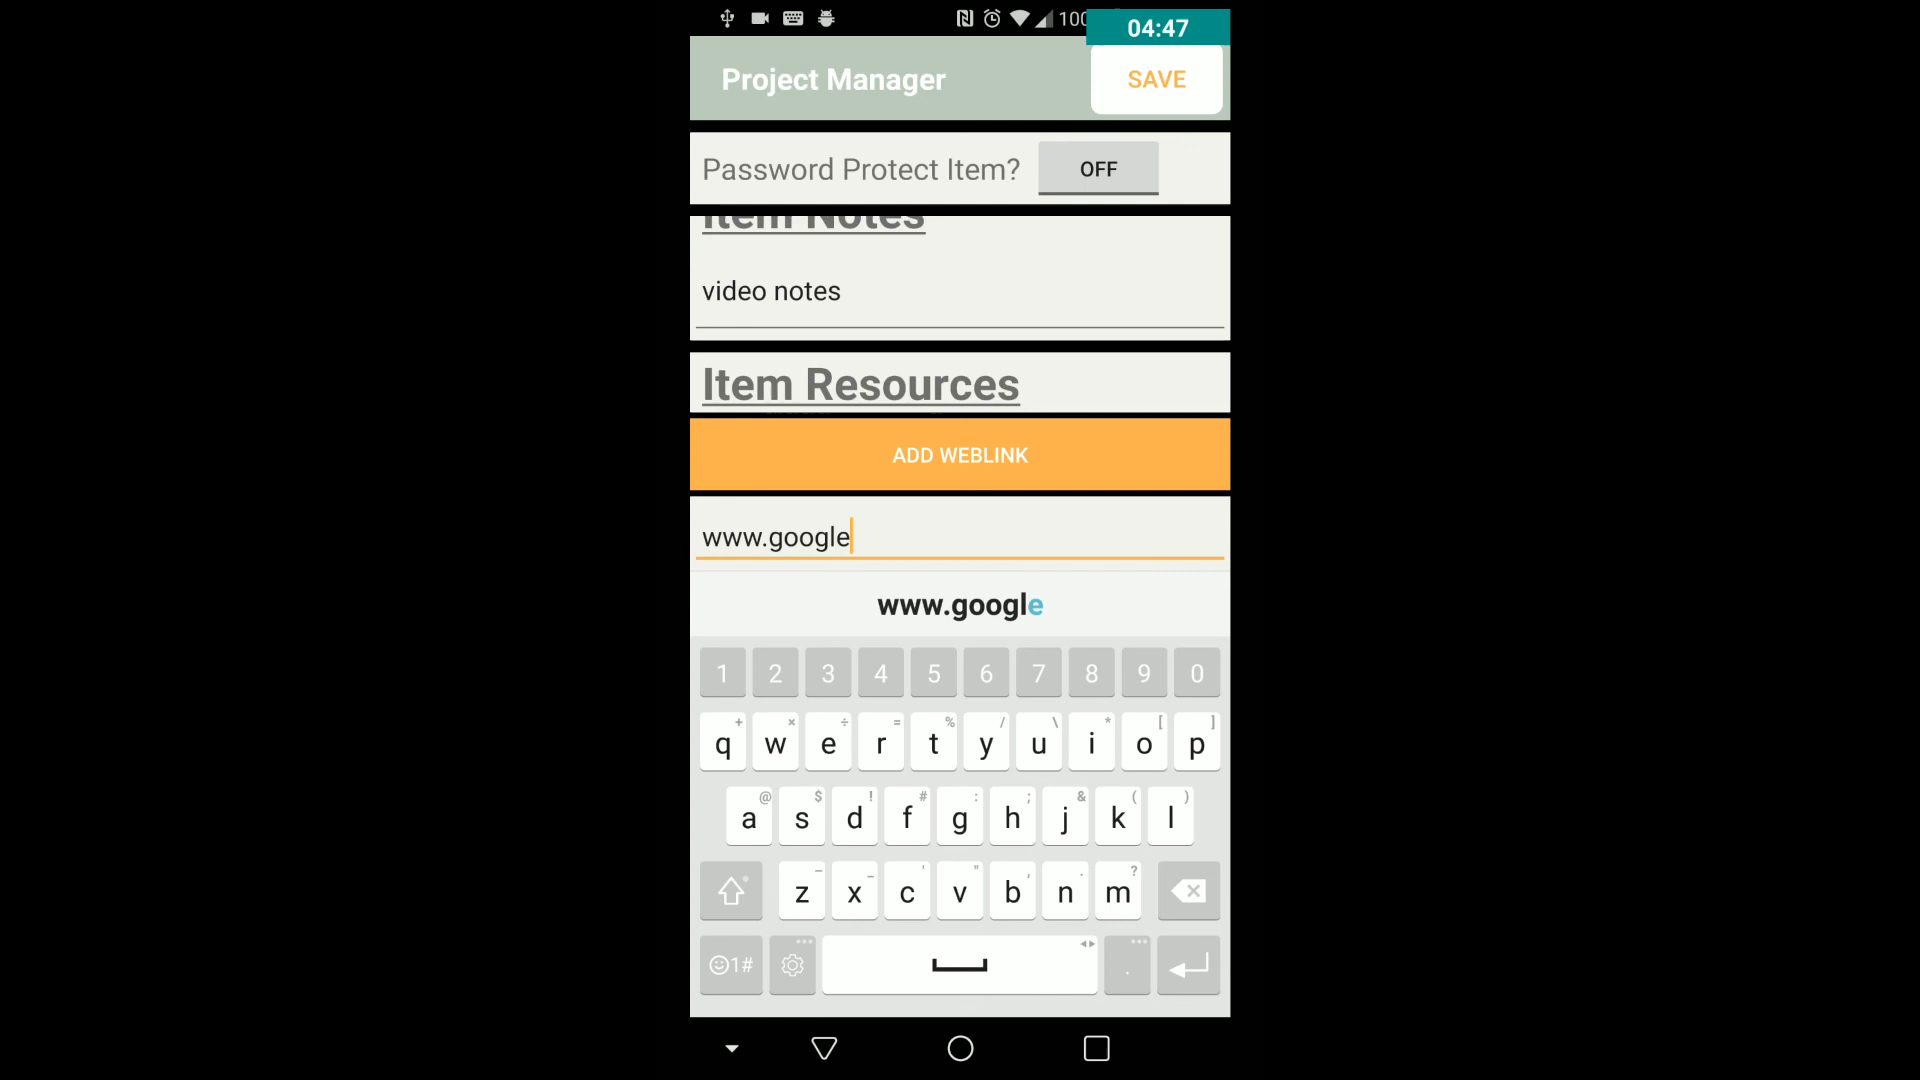 100
04:47
Project Manager
SAVE
Password Protect Item?
OFF
Item Notes
video notes
Item Resources
ADD WEBLINK
www.google
www.google
1 2 3 4 5 6 7 8 9 0
+ × ÷ = % / \ * [ ]
q w e r t y u i o p
@ $ ! # : ; & ( )
a s d f g h j k l
z x c v b n m ?
1# .